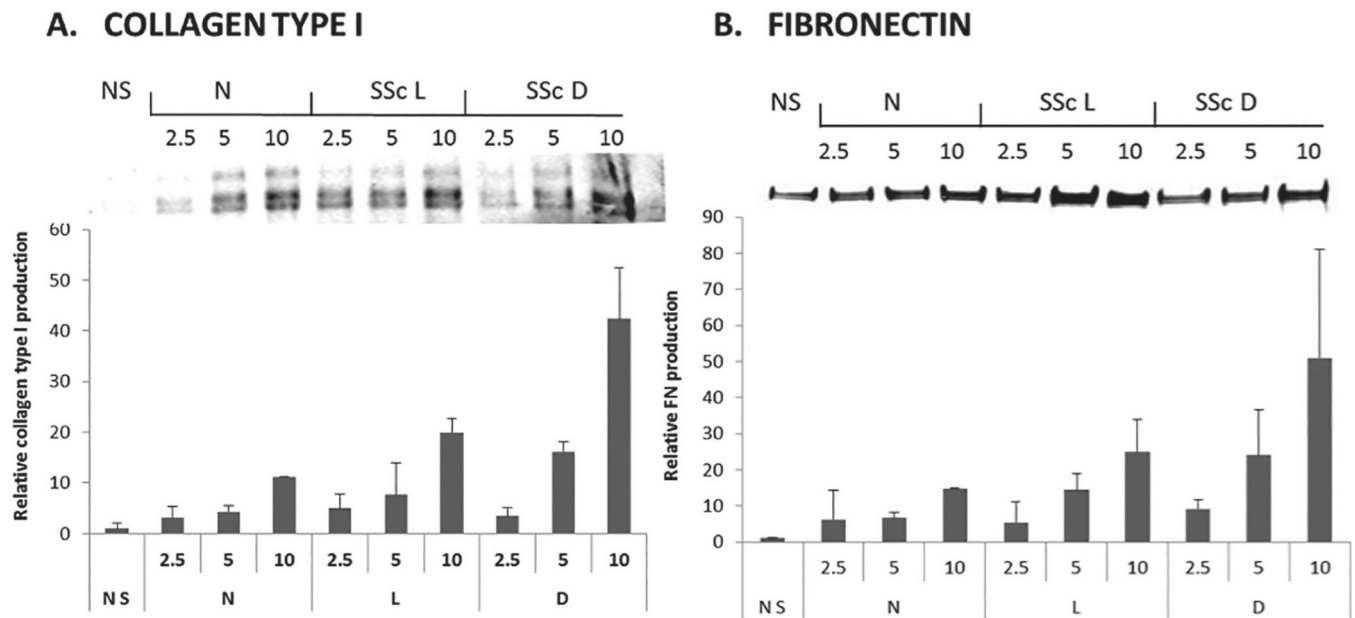 A. COLLAGEN TYPE I
NS N SSc L SSc D
2.5 5 10 2.5 5 10 2.5 5 10
Relative collagen type I production
60
50
40
30
20
10
0
2.5 5 10 2.5 5 10 2.5 5 10
N S N L D
B. FIBRONECTIN
NS N SSc L SSc D
2.5 5 10 2.5 5 10 2.5 5 10
Relative FN production
90
80
70
60
50
40
30
20
10
0
2.5 5 10 2.5 5 10 2.5 5 10
N S N L D